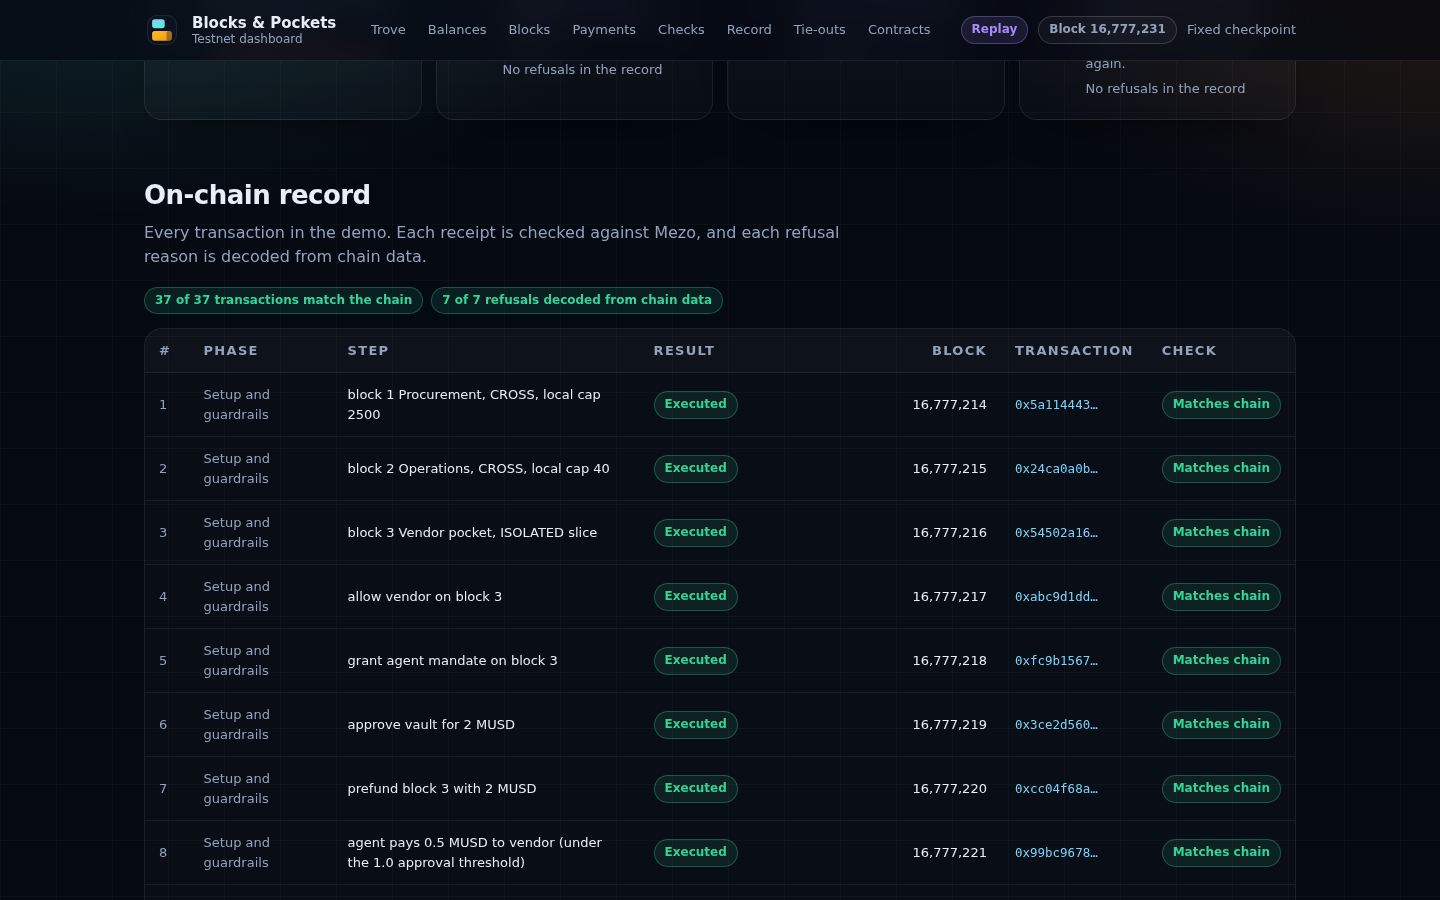 Blocks & Pockets
Testnet dashboard
Trove Balances Blocks Payments Checks Record Tie-outs Contracts Replay Block 16,777,231 Fixed checkpoint
No refusals in the record
again.
No refusals in the record
On-chain record
Every transaction in the demo. Each receipt is checked against Mezo, and each refusal
reason is decoded from chain data.
37 of 37 transactions match the chain 7 of 7 refusals decoded from chain data
# PHASE STEP RESULT BLOCK TRANSACTION CHECK
1 Setup and guardrails block 1 Procurement, CROSS, local cap 2500 Executed 16,777,214 0x5a114443… Matches chain
2 Setup and guardrails block 2 Operations, CROSS, local cap 40 Executed 16,777,215 0x24ca0a0b… Matches chain
3 Setup and guardrails block 3 Vendor pocket, ISOLATED slice Executed 16,777,216 0x54502a16… Matches chain
4 Setup and guardrails allow vendor on block 3 Executed 16,777,217 0xabc9d1dd… Matches chain
5 Setup and guardrails grant agent mandate on block 3 Executed 16,777,218 0xfc9b1567… Matches chain
6 Setup and guardrails approve vault for 2 MUSD Executed 16,777,219 0x3ce2d560… Matches chain
7 Setup and guardrails prefund block 3 with 2 MUSD Executed 16,777,220 0xcc04f68a… Matches chain
8 Setup and guardrails agent pays 0.5 MUSD to vendor (under the 1.0 approval threshold) Executed 16,777,221 0x99bc9678… Matches chain